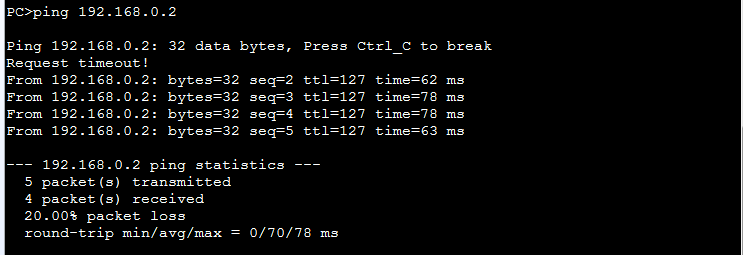 PC>ping 192.168.0.2
Ping 192.168.0.2: 32 data bytes, Press Ctrl_C to break
Request timeout!
From 192.168.0.2: bytes=32 seq=2 ttl=127 time=62 ms
From 192.168.0.2: bytes=32 seq=3 ttl=127 time=78 ms
From 192.168.0.2: bytes=32 seq=4 ttl=127 time=78 ms
From 192.168.0.2: bytes=32 seq=5 ttl=127 time=63 ms
--- 192.168.0.2 ping statistics ---
5 packet(s) transmitted
4 packet(s) received
20.00% packet loss
round-trip min/avg/max = 0/70/78 ms